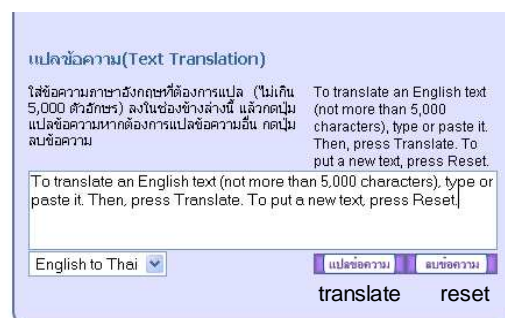 แปลข้อความ(Text Translation)
ใส่ข้อความภาษาอังกฤษที่ต้องการแปล (ไม่เกิน
5,000 ตัวอักษร) ลงในช่องข้างล่างนี้ แล้วกดปุ่ม
แปลข้อความหากต้องการแปลข้อความอื่น กดปุ่ม
ลบข้อความ
To translate an English text
(not more than 5,000
characters), type or paste it.
Then, press Translate. To
put a new text, press Reset.
To translate an English text (not more than 5,000 characters), type or
paste it. Then, press Translate. To put a new text, press Reset.
English to Thai
แปลข้อความ
ลบข้อความ
translate
reset